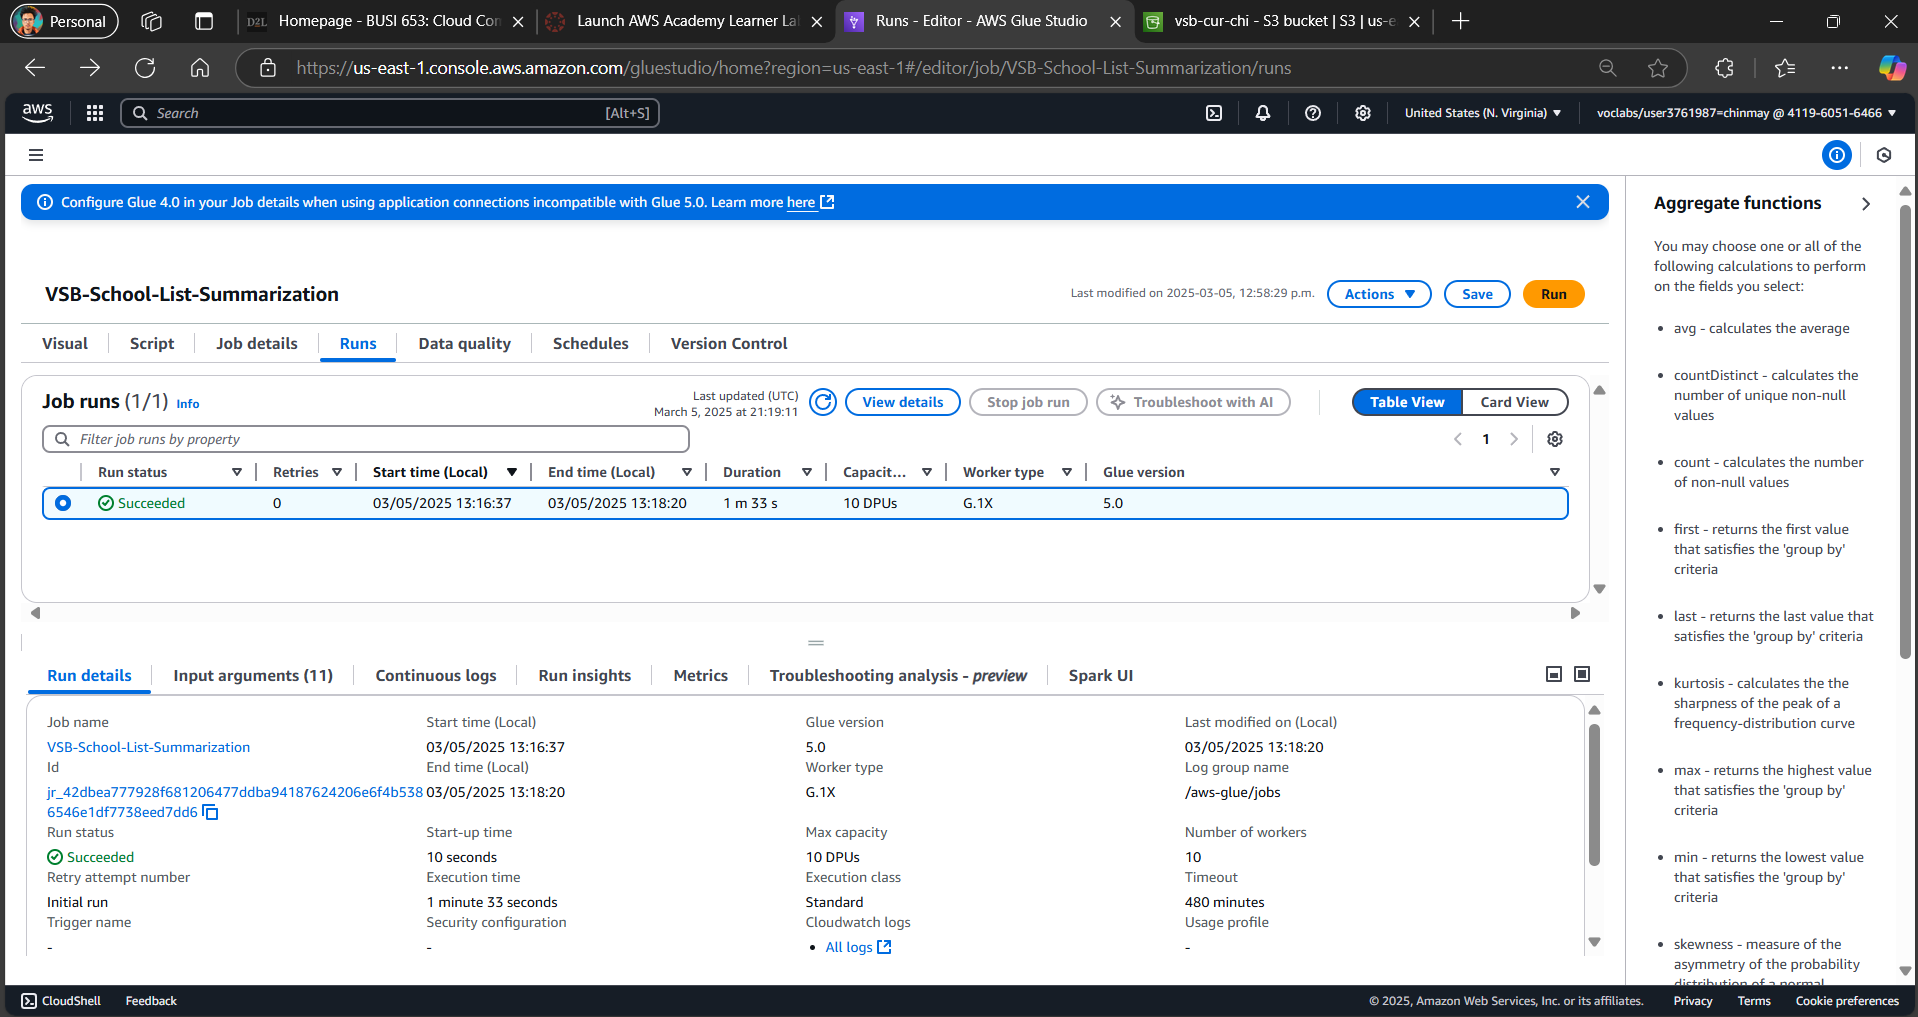 Personal
D2L Homepage - BUSI 653: Cloud Con
Launch AWS Academy Learner La
Runs - Editor - AWS Glue Studio
vsb-cur-chi - S3 bucket | S3 | us-e
https://us-east-1.console.aws.amazon.com/gluestudio/home?region=us-east-1#/editor/job/VSB-School-List-Summarization/runs
aws
Search [Alt+S]
United States (N. Virginia)
voclabs/user3761987=chinmay @ 4119-6051-6466
Configure Glue 4.0 in your Job details when using application connections incompatible with Glue 5.0. Learn more here
VSB-School-List-Summarization
Last modified on 2025-03-05, 12:58:29 p.m.
Actions
Save
Run
Visual
Script
Job details
Runs
Data quality
Schedules
Version Control
Job runs (1/1) Info
Last updated (UTC)
March 5, 2025 at 21:19:11
View details
Stop job run
Troubleshoot with AI
Table View
Card View
Filter job runs by property
1
Run status Retries Start time (Local) End time (Local) Duration Capacit... Worker type Glue version
Succeeded 0 03/05/2025 13:16:37 03/05/2025 13:18:20 1 m 33 s 10 DPUs G.1X 5.0
Run details
Input arguments (11)
Continuous logs
Run insights
Metrics
Troubleshooting analysis - preview
Spark UI
Job name
VSB-School-List-Summarization
Id
jr_42dbea777928f681206477ddba94187624206e6f4b538
6546e1df7738eed7dd6
Run status
Succeeded
Retry attempt number
Initial run
Trigger name
-
Start time (Local)
03/05/2025 13:16:37
End time (Local)
03/05/2025 13:18:20
Start-up time
10 seconds
Execution time
1 minute 33 seconds
Security configuration
-
Glue version
5.0
Worker type
G.1X
Max capacity
10 DPUs
Execution class
Standard
Cloudwatch logs
• All logs
Last modified on (Local)
03/05/2025 13:18:20
Log group name
/aws-glue/jobs
Number of workers
10
Timeout
480 minutes
Usage profile
-
Aggregate functions
You may choose one or all of the
following calculations to perform
on the fields you select:
• avg - calculates the average
• countDistinct - calculates the
number of unique non-null
values
• count - calculates the number
of non-null values
• first - returns the first value
that satisfies the 'group by'
criteria
• last - returns the last value that
satisfies the 'group by' criteria
• kurtosis - calculates the the
sharpness of the peak of a
frequency-distribution curve
• max - returns the highest value
that satisfies the 'group by'
criteria
• min - returns the lowest value
that satisfies the 'group by'
criteria
• skewness - measure of the
asymmetry of the probability
distribution of a normal
CloudShell
Feedback
© 2025, Amazon Web Services, Inc. or its affiliates.
Privacy
Terms
Cookie preferences